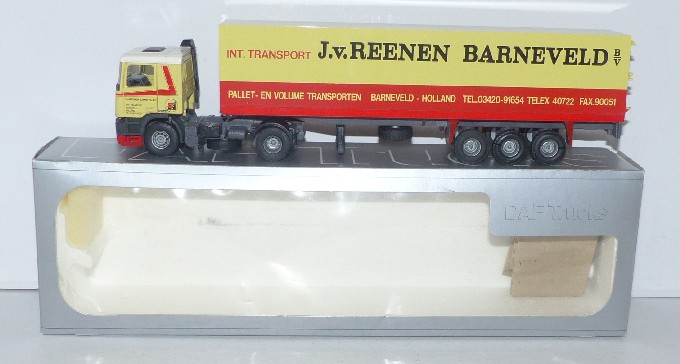 INT. TRANSPORT J.v.REENEN BARNEVELD BV
PALLET- EN VOLUME TRANSPORTEN BARNEVELD - HOLLAND TEL.03420-91654 TELEX 40722 FAX.90051
DAF Trucks